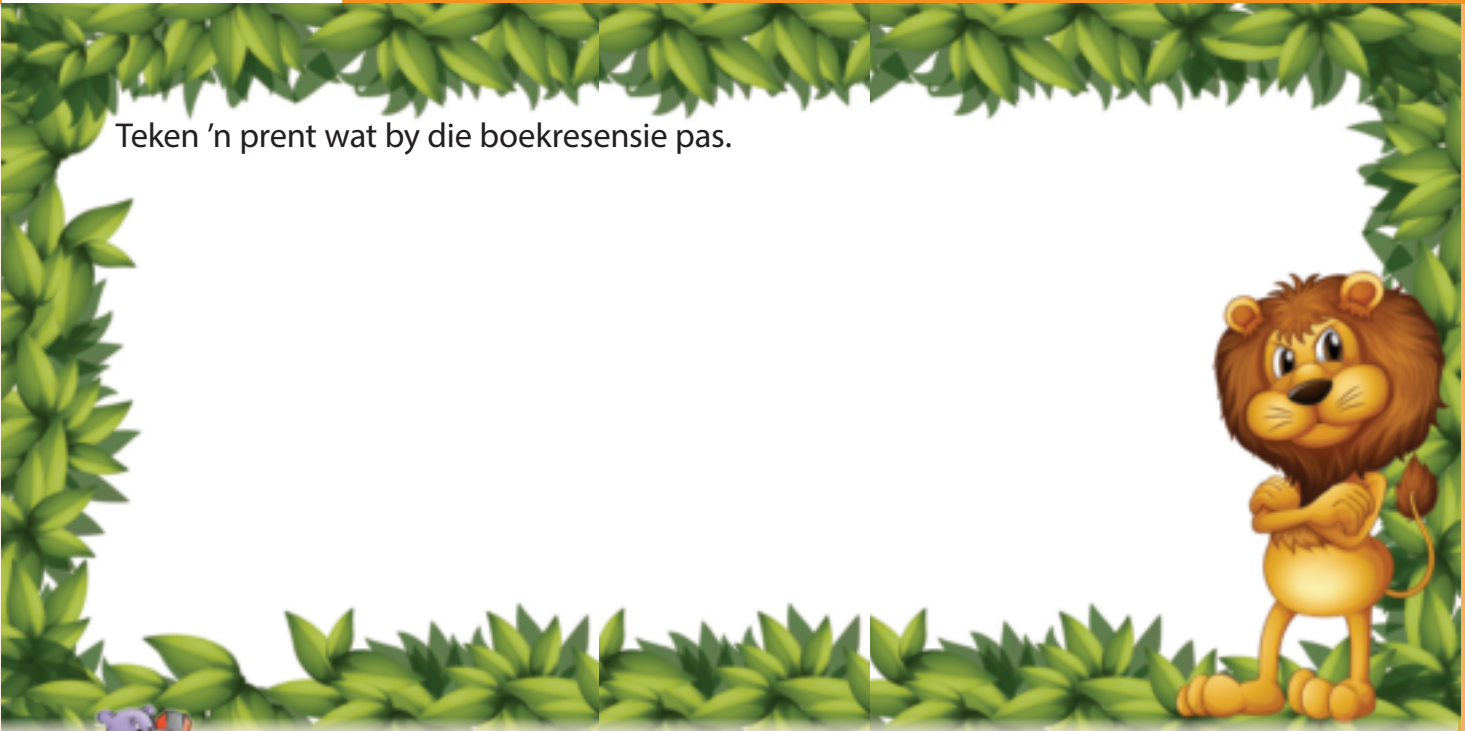 Teken ’n prent wat by die boekresensie pas.